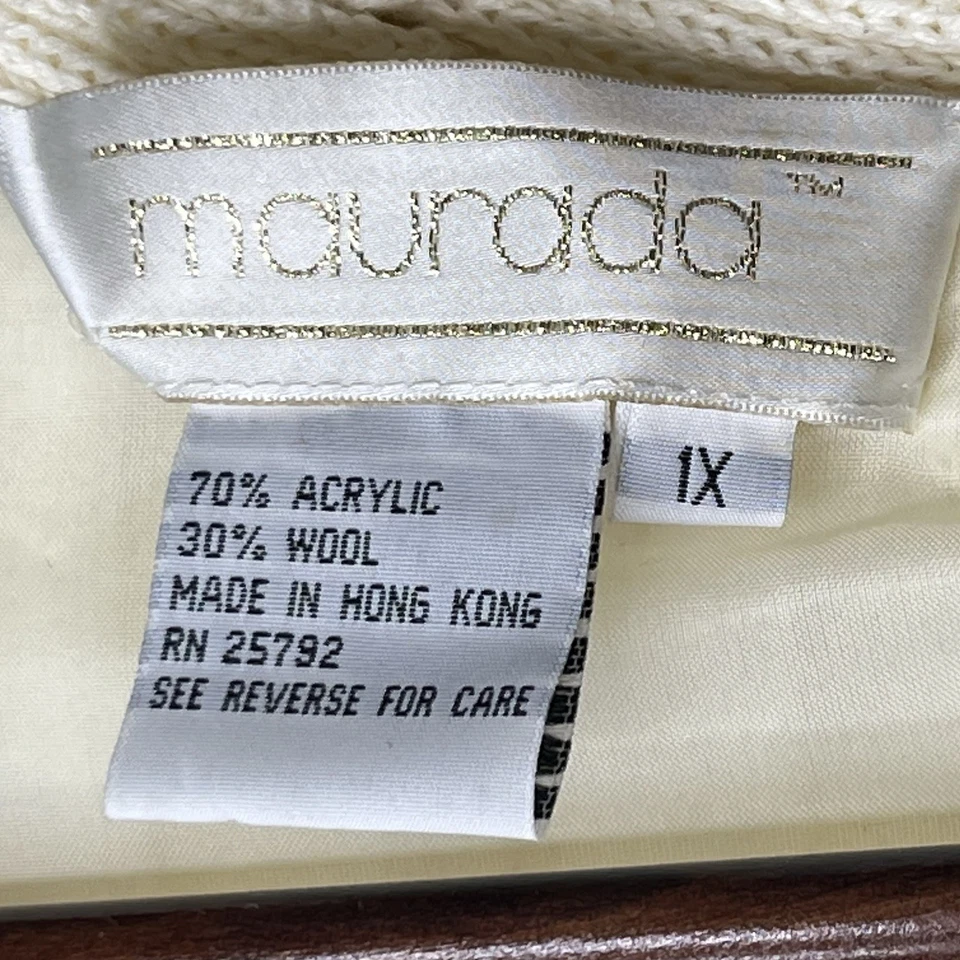 maurada™
1X
70% ACRYLIC
30% WOOL
MADE IN HONG KONG
RN 25792
SEE REVERSE FOR CARE